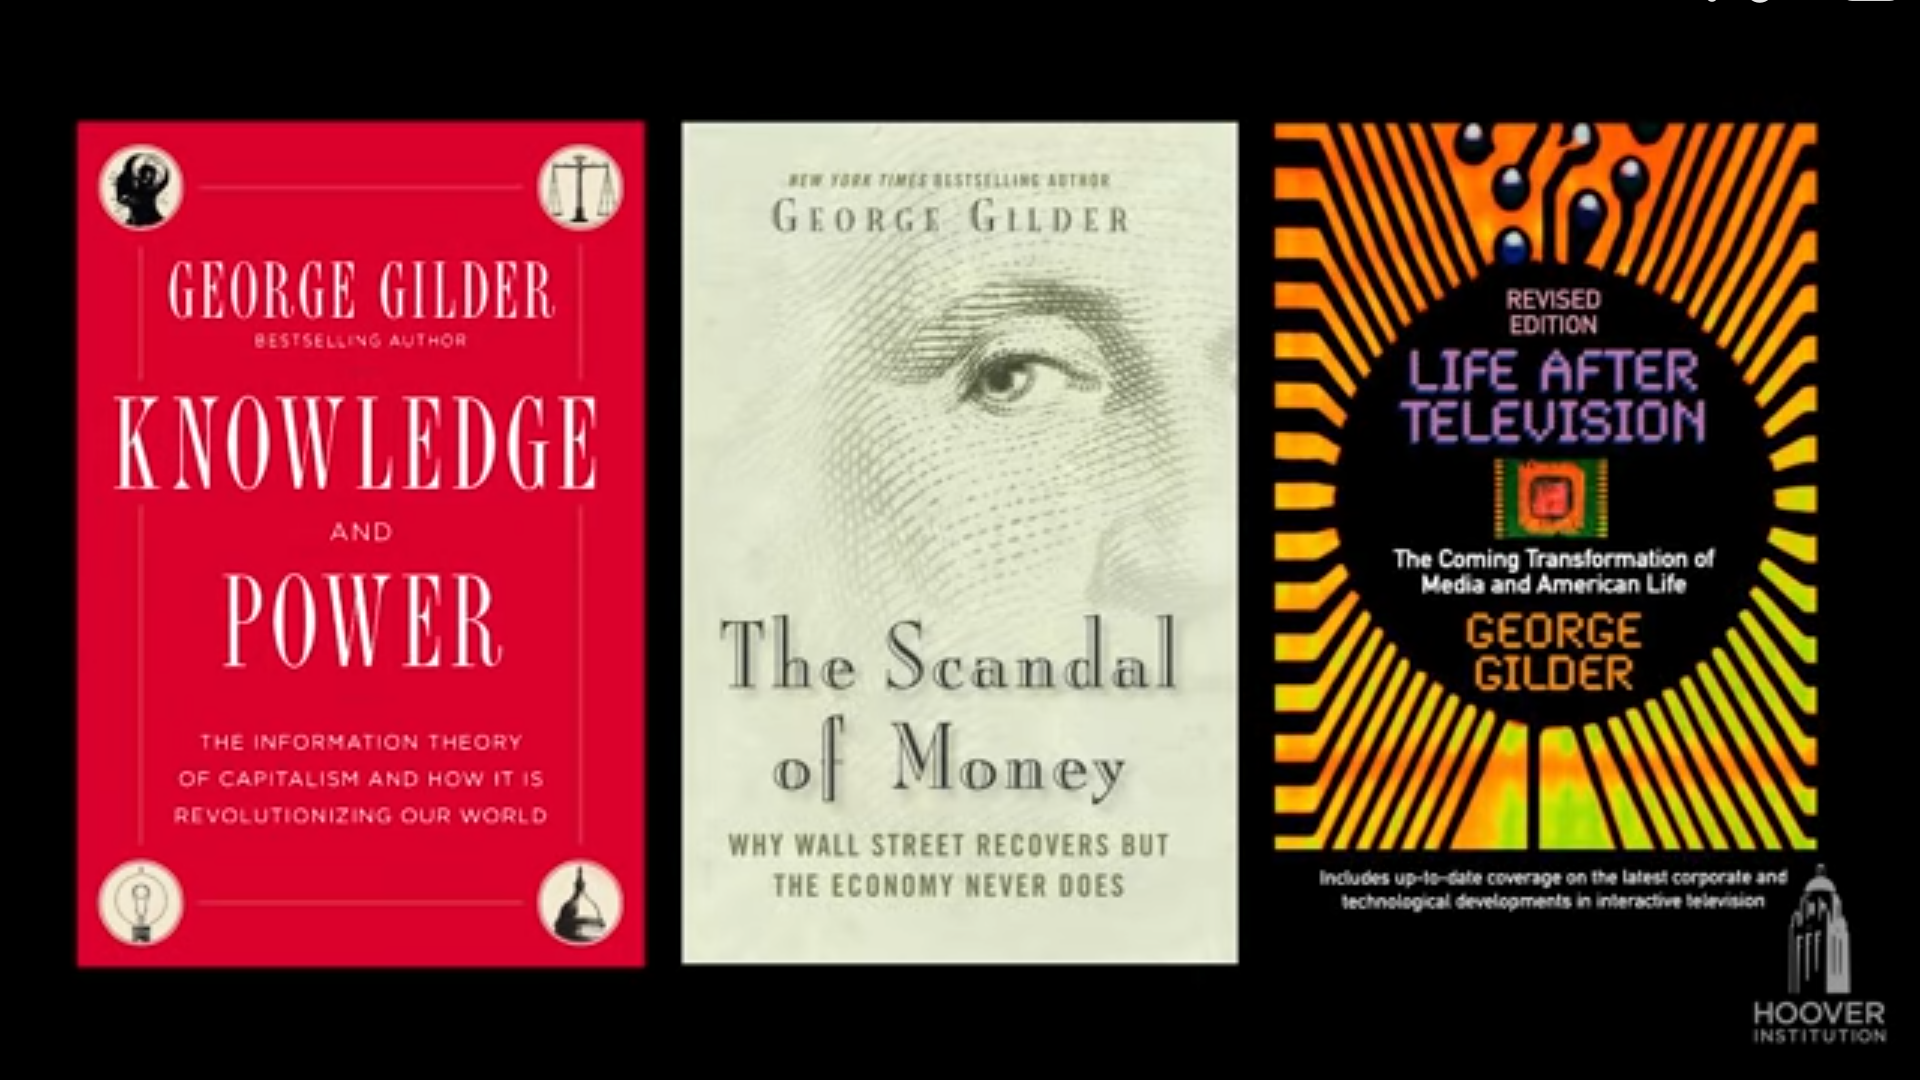 GEORGE GILDER
BESTSELLING AUTHOR
KNOWLEDGE
AND
POWER
THE INFORMATION THEORY
OF CAPITALISM AND HOW IT IS
REVOLUTIONIZING OUR WORLD
NEW YORK TIMES BESTSELLING AUTHOR
GEORGE GILDER
The Scandal
of Money
WHY WALL STREET RECOVERS BUT
THE ECONOMY NEVER DOES
REVISED
EDITION
LIFE AFTER
TELEVISION
The Coming Transformation of
Media and American Life
GEORGE
GILDER
Includes up-to-date coverage on the latest corporate and
technological developments in interactive television
HOOVER
INSTITUTION